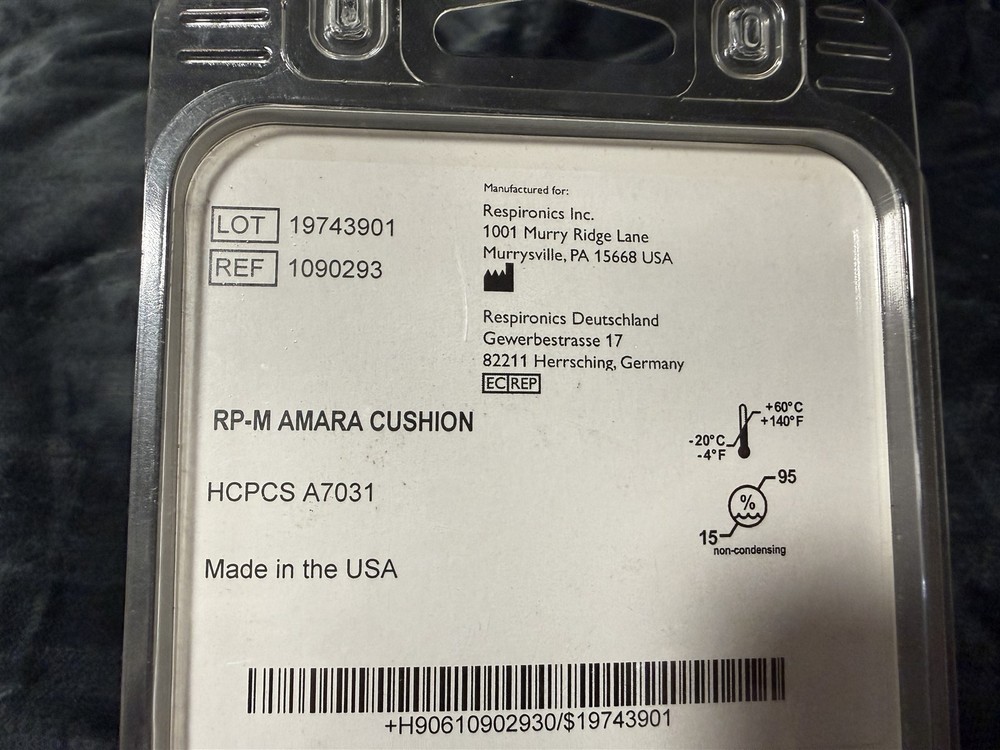 LOT 19743901
REF 1090293
Manufactured for:
Respironics Inc.
1001 Murry Ridge Lane
Murrysville, PA 15668 USA
Respironics Deutschland
Gewerbestrasse 17
82211 Herrsching, Germany
EC REP
RP-M AMARA CUSHION
+60°C
+140°F
-20°C
-4°F
HCPCS A7031
95
%
15
non-condensing
Made in the USA
+H90610902930/$19743901